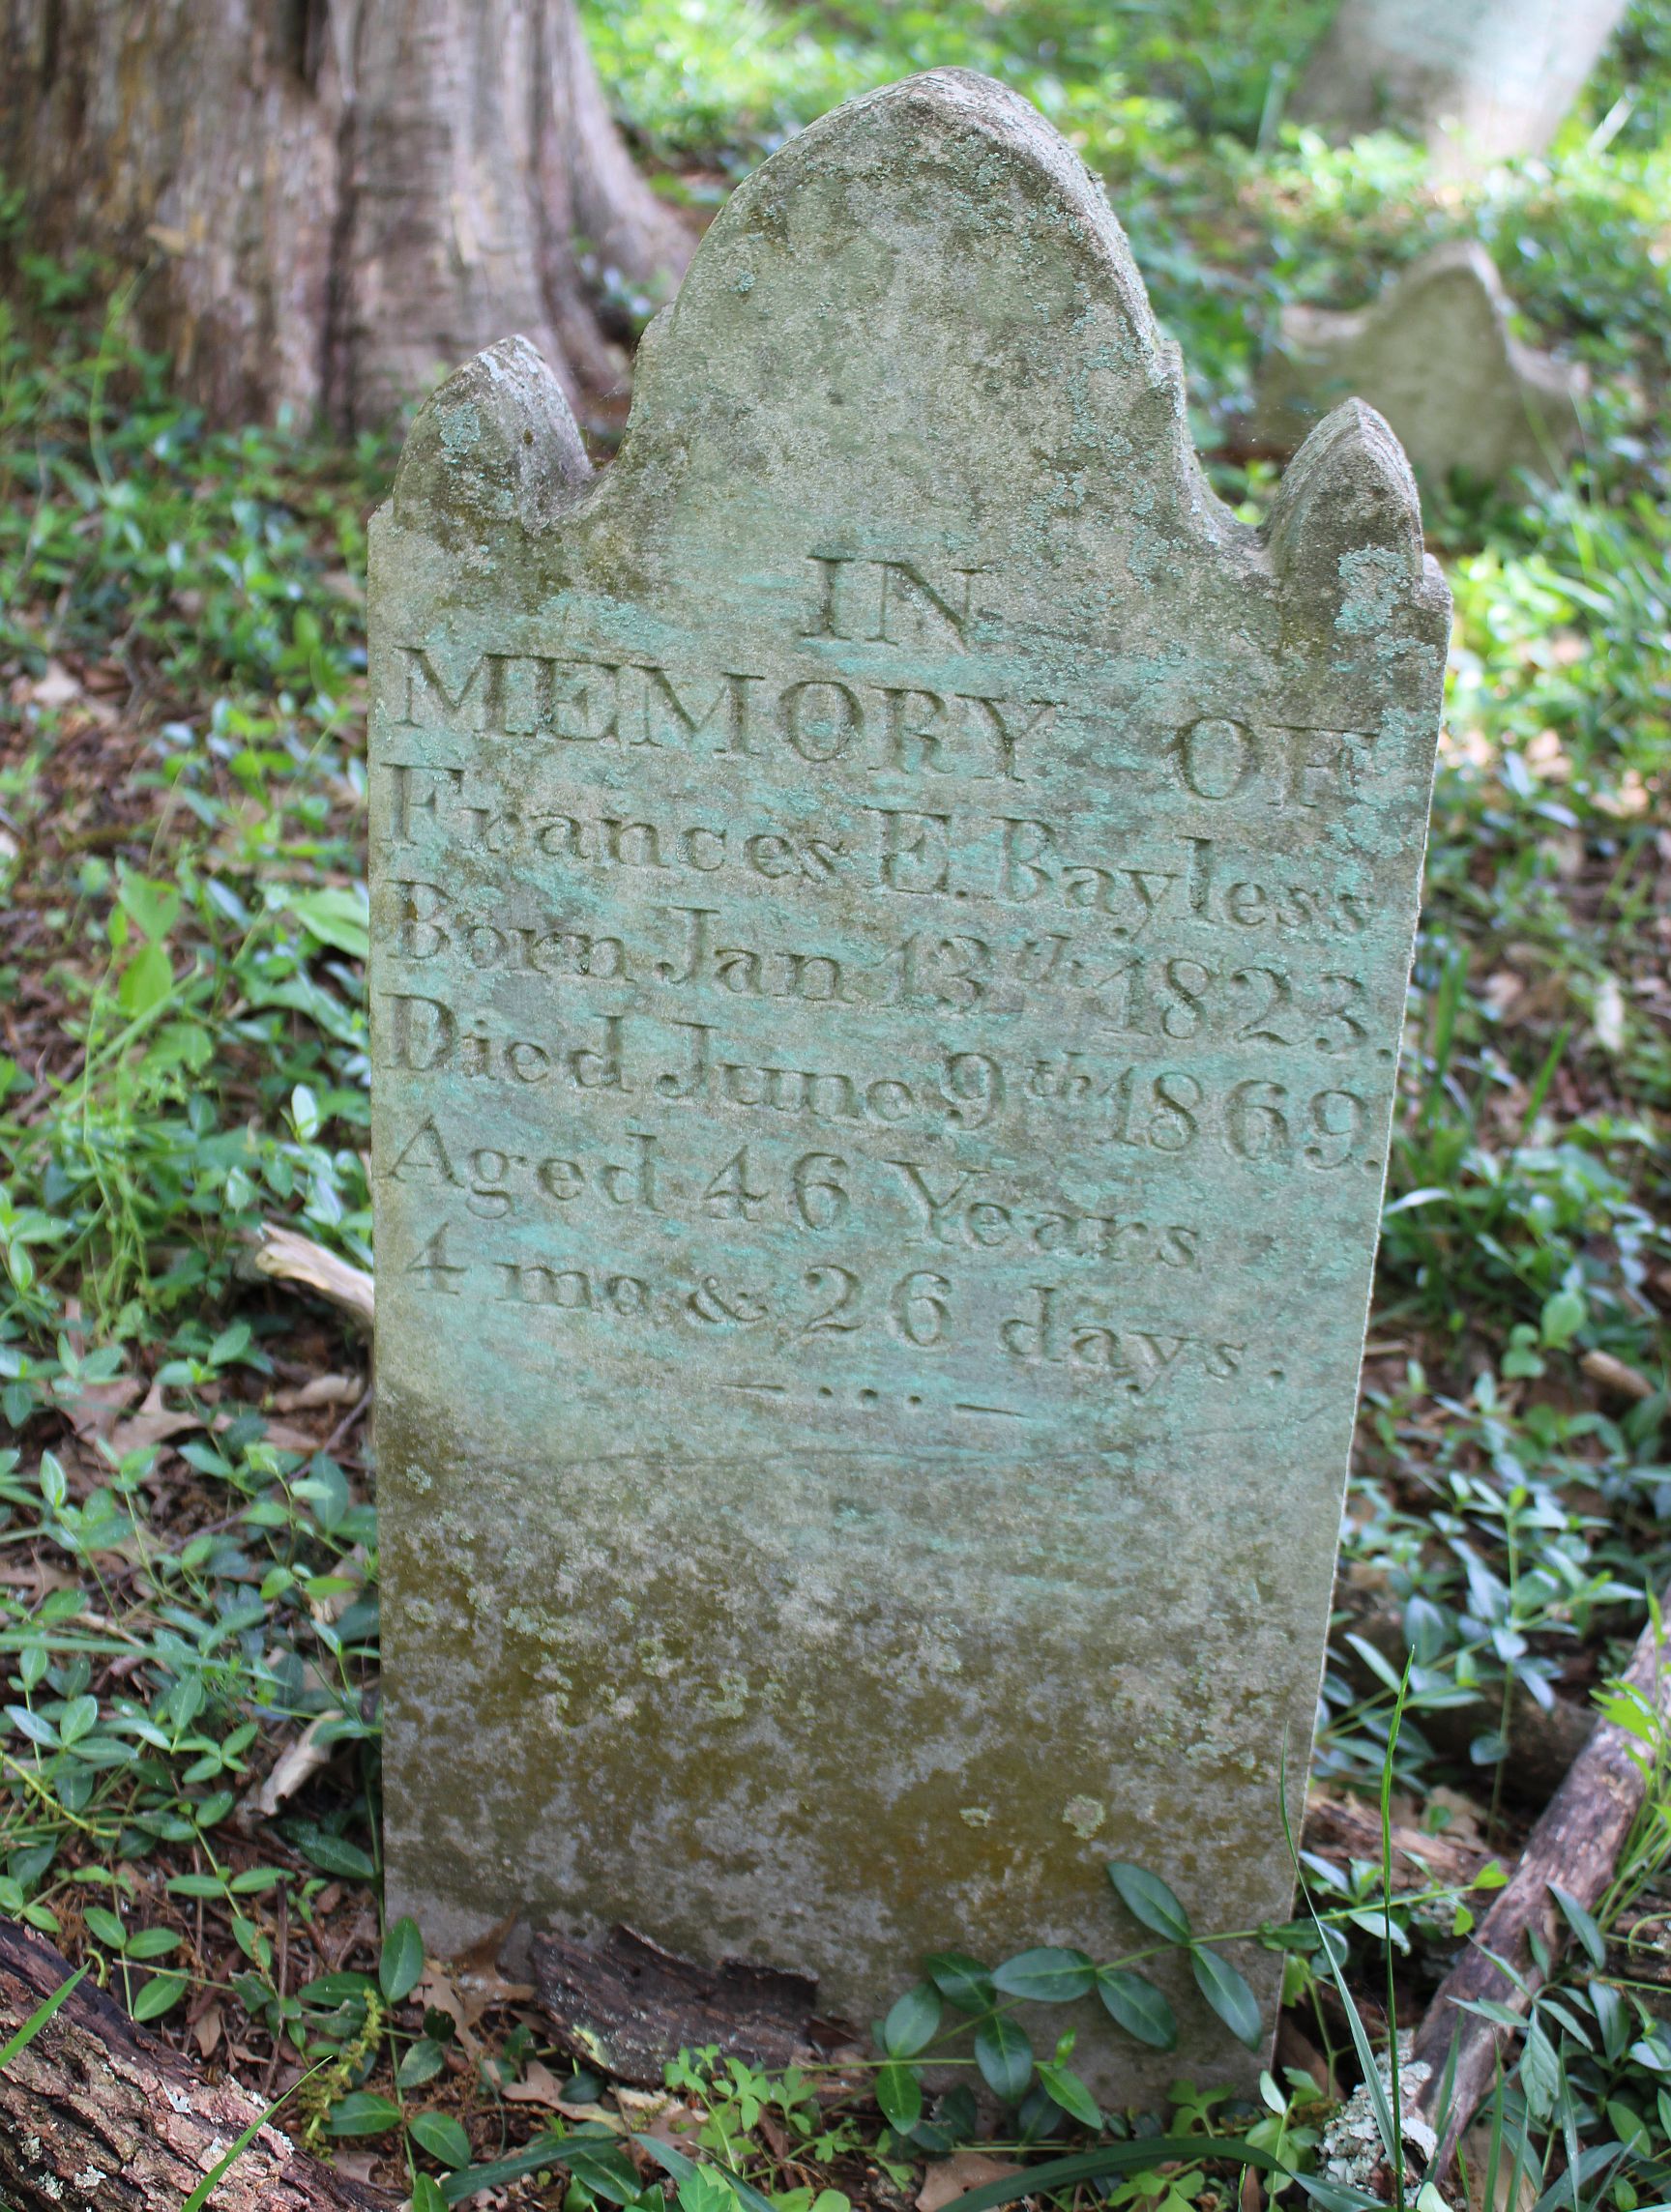 IN
MEMORY OF
Frances E. Bayless
Born Jan 13th 1823.
Died June 9th 1869.
Aged 46 Years
4 mo. & 26 days.